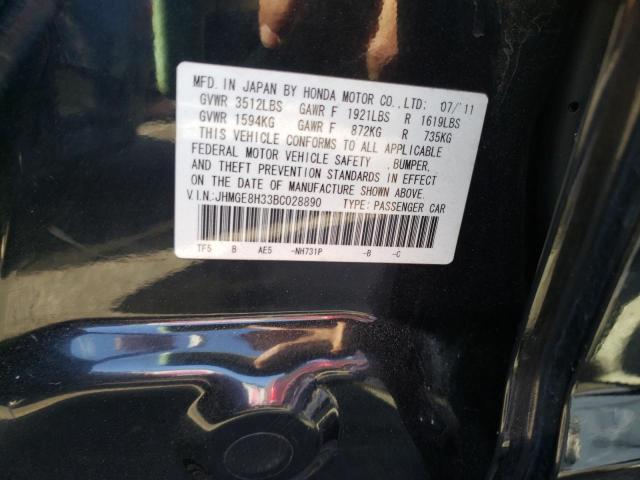 MFD. IN JAPAN BY HONDA MOTOR CO., LTD: 07/'11
GVWR 3512LBS GAWR F 1921LBS R 1619LBS
GVWR 1594KG GAWR F 872KG R 735KG
THIS VEHICLE CONFORMS TO ALL APPLICABLE
FEDERAL MOTOR VEHICLE SAFETY , BUMPER,
AND THEFT PREVENTION STANDARDS IN EFFECT
ON THE DATE OF MANUFACTURE SHOWN ABOVE.
V.I.N:JHMGE8H33BC028890 TYPE: PASSENGER CAR
TF5 B AE5 -NH731P -B -C